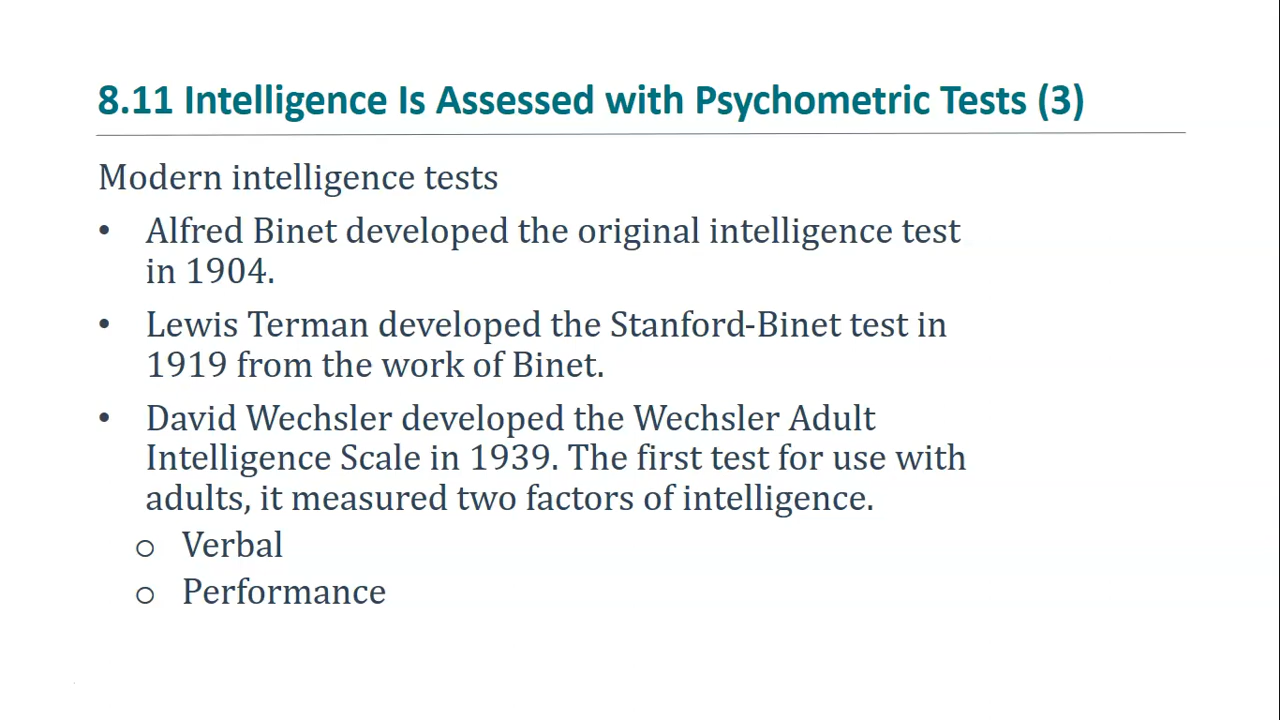 8.11 Intelligence Is Assessed with Psychometric Tests (3)
Modern intelligence tests
• Alfred Binet developed the original intelligence test
in 1904.
• Lewis Terman developed the Stanford-Binet test in
1919 from the work of Binet.
• David Wechsler developed the Wechsler Adult
Intelligence Scale in 1939. The first test for use with
adults, it measured two factors of intelligence.
o Verbal
o Performance